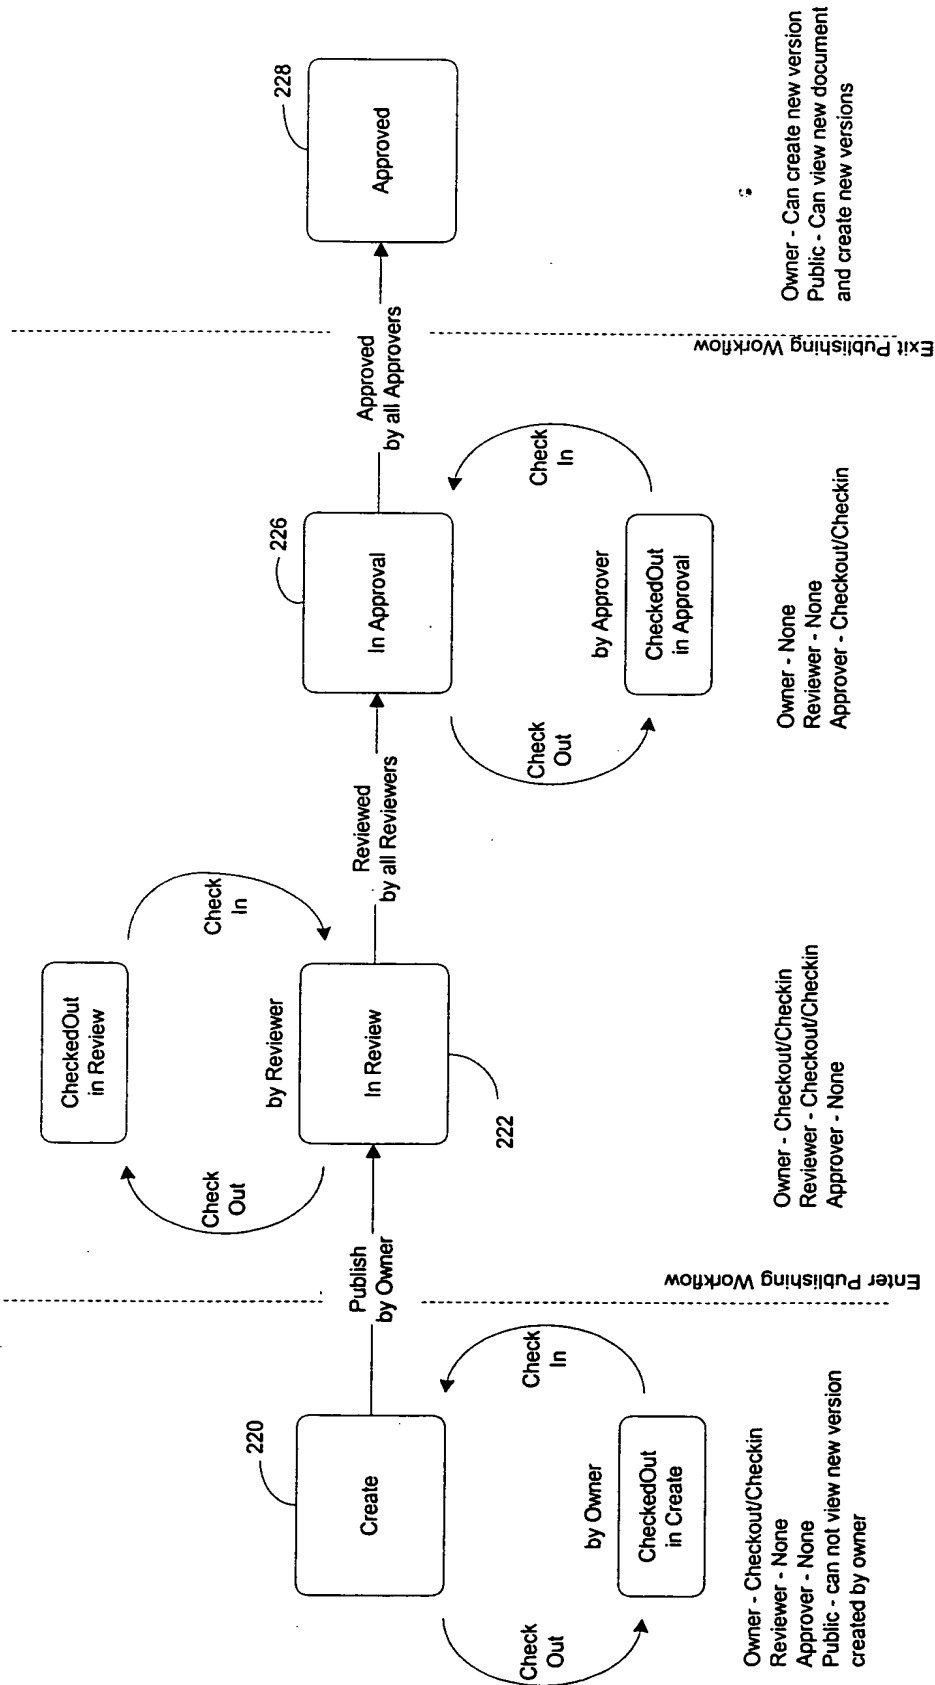 220
Create
Check
Out
Check
In
by Owner
CheckedOut
in Create
Owner - Checkout/Checkin
Reviewer - None
Approver - None
Public - can not view new version
created by owner
Publish
by Owner
Enter Publishing Workflow
CheckedOut
in Review
Check
Out
Check
In
by Reviewer
In Review
222
Owner - Checkout/Checkin
Reviewer - Checkout/Checkin
Approver - None
Reviewed
by all Reviewers
226
In Approval
Check
Out
Check
In
by Approver
CheckedOut
in Approval
Owner - None
Reviewer - None
Approver - Checkout/Checkin
Approved
by all Approvers
Exit Publishing Workflow
228
Approved
Owner - Can create new version
Public - Can view new document
and create new versions